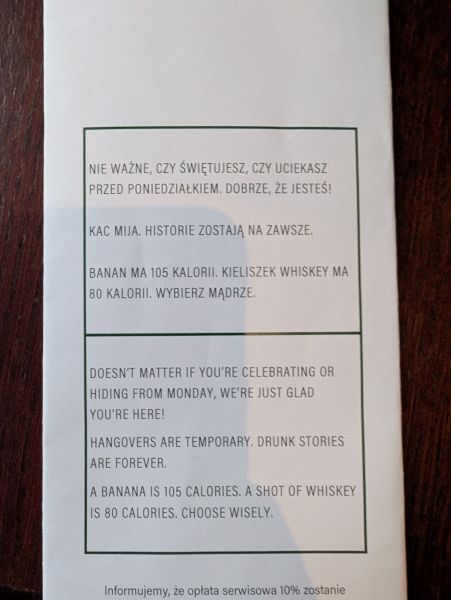 NIE WAŻNE, CZY ŚWIĘTUJESZ, CZY UCIEKASZ
PRZED PONIEDZIAŁKIEM. DOBRZE, ŻE JESTEŚ!
KAC MIJA. HISTORIE ZOSTAJĄ NA ZAWSZE.
BANAN MA 105 KALORII. KIELISZEK WHISKEY MA
80 KALORII. WYBIERZ MĄDRZE.
DOESN'T MATTER IF YOU'RE CELEBRATING OR
HIDING FROM MONDAY, WE'RE JUST GLAD
YOU'RE HERE!
HANGOVERS ARE TEMPORARY. DRUNK STORIES
ARE FOREVER.
A BANANA IS 105 CALORIES. A SHOT OF WHISKEY
IS 80 CALORIES. CHOOSE WISELY.
Informujemy, że opłata serwisowa 10% zostanie